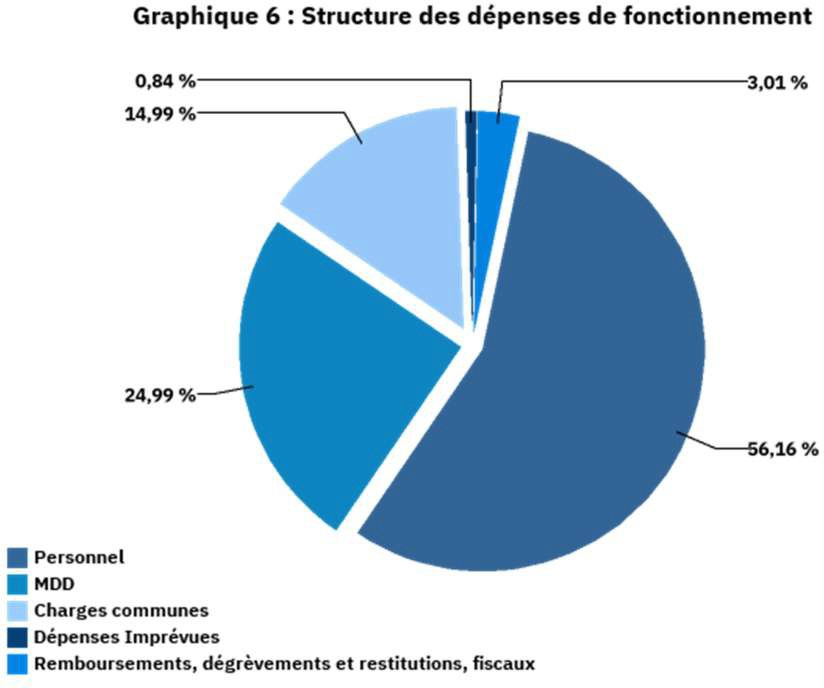 Graphique 6 : Structure des dépenses de fonctionnement
0,84 %
3,01 %
14,99 %
24,99 %
56,16 %
Personnel
MDD
Charges communes
Dépenses Imprévues
Remboursements, dégrèvements et restitutions, fiscaux